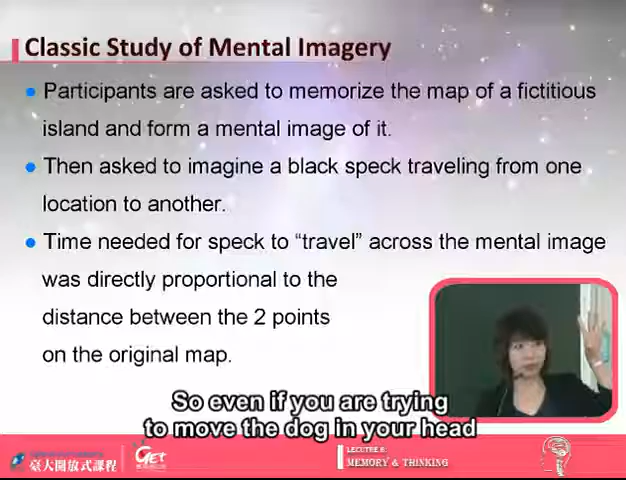 Classic Study of Mental Imagery
Participants are asked to memorize the map of a fictitious
island and form a mental image of it.
Then asked to imagine a black speck traveling from one
location to another.
Time needed for speck to “travel” across the mental image
was directly proportional to the
distance between the 2 points
on the original map.
So even if you are trying
to move the dog in your head
臺大開放式課程
GET
LECUTRE 6:
MEMORY & THINKING